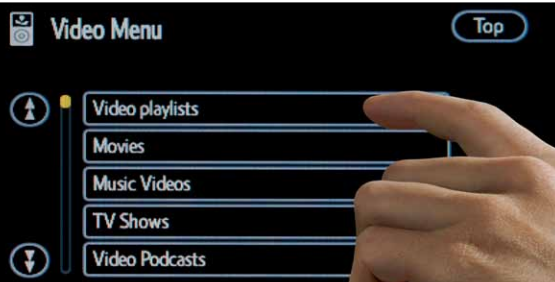 Video Menu
Top
Video playlists
Movies
Music Videos
TV Shows
Video Podcasts